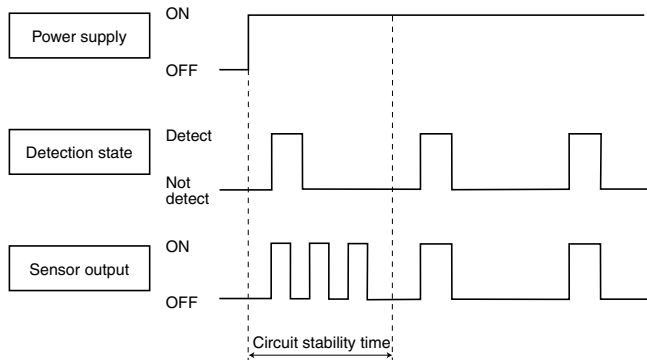 Power supply
ON
OFF
Detection state
Detect
Not
detect
Sensor output
ON
OFF
Circuit stability time